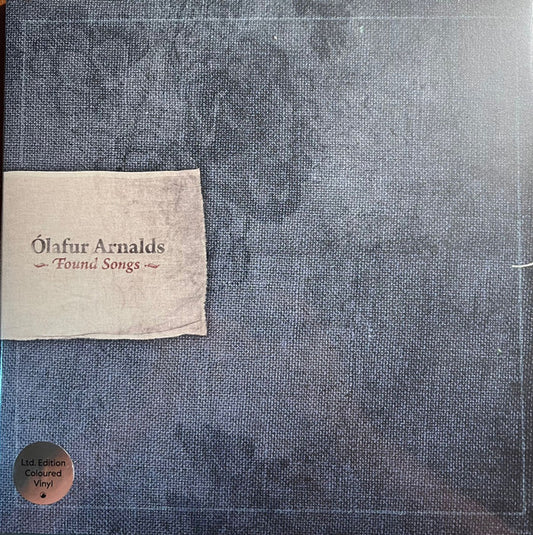 Ólafur Arnalds
Found Songs
Ltd. Edition
Coloured
Vinyl